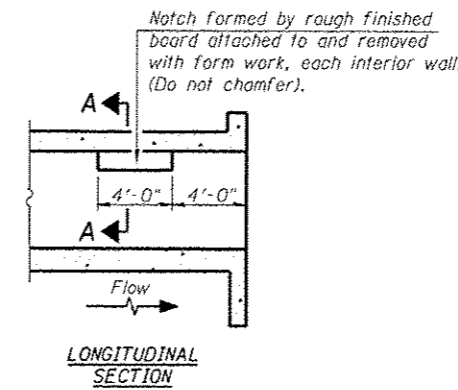 Notch formed by rough finished
board attached to and removed
with form work, each interior wall.
(Do not chamfer).
A
4'-0" 4'-0"
A
Flow
LONGITUDINAL
SECTION